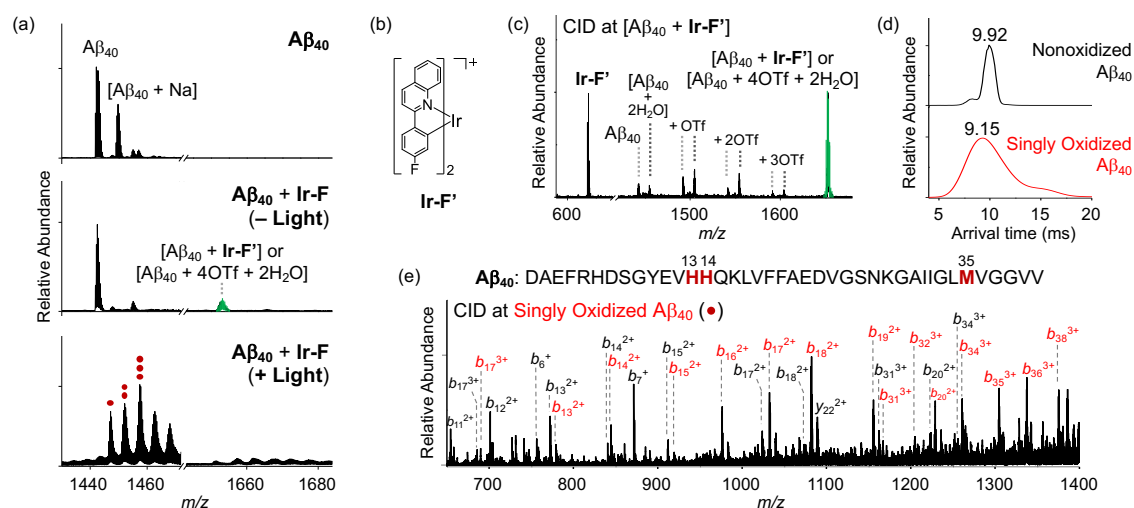 (a)
Aβ40
Aβ40
[Aβ40 + Na]
Aβ40 + Ir-F
(– Light)
[Aβ40 + Ir-F'] or
[Aβ40 + 4OTf + 2H2O]
Aβ40 + Ir-F
(+ Light)
Relative Abundance
1440 1460 1660 1680
m/z
(b)
+
N
Ir
F
2
Ir-F'
(c)
CID at [Aβ40 + Ir-F']
Ir-F'
[Aβ40
+
2H2O]
Aβ40
+ OTf
+ 2OTf
+ 3OTf
[Aβ40 + Ir-F'] or
[Aβ40 + 4OTf + 2H2O]
Relative Abundance
600 1500 1600
m/z
(d)
9.92
Nonoxidized
Aβ40
9.15
Singly Oxidized
Aβ40
Relative Abundance
5 10 15 20
Arrival time (ms)
(e)
13 14 35
Aβ40: DAEFRHDSGYEVHHQKLVFFAEDVGSNKGAIIGLMVGGVV
CID at Singly Oxidized Aβ40 (•)
b11 2+
b17 3+
b17 3+
b12 2+
b6 +
b13 2+
b13 2+
b14 2+
b14 2+
b7 +
b15 2+
b15 2+
b16 2+
b17 2+
b17 2+
b18 2+
b18 2+
y22 2+
b19 2+
b31 3+
b31 3+
b32 3+
b20 2+
b20 2+
b34 3+
b34 3+
b35 3+
b36 3+
b38 3+
Relative Abundance
700 800 900 1000 1100 1200 1300 1400
m/z